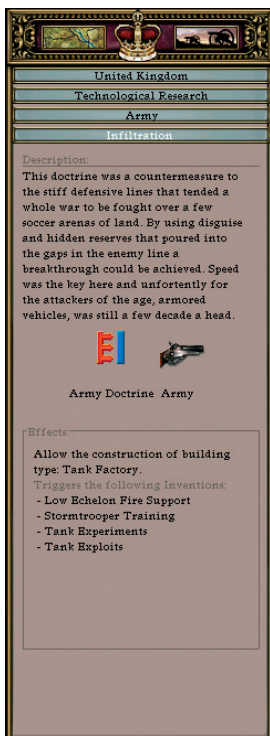 United Kingdom
Technological Research
Army
Infiltration
Description:
This doctrine was a countermeasure to
the stiff defensive lines that tended a
whole war to be fought over a few
soccer arenas of land. By using disguise
and hidden reserves that poured into
the gaps in the enemy line a
breakthrough could be achieved. Speed
was the key here and unfortently for
the attackers of the age, armored
vehicles, was still a few decade a head.
Army Doctrine Army
Effects:
Allow the construction of building
type: Tank Factory.
Triggers the following Inventions:
- Low Echelon Fire Support
- Stormtrooper Training
- Tank Experiments
- Tank Exploits